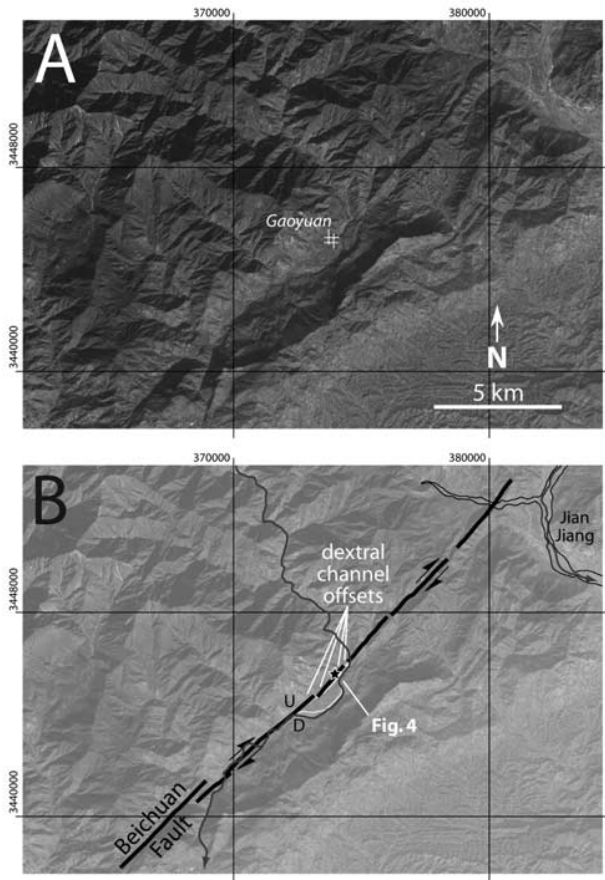 370000
380000
A
3448000
Gaoyuan
3440000
N
5 km
370000
380000
B
Jian
Jiang
dextral
channel
offsets
3448000
U
D
Fig. 4
3440000
Beichuan
Fault